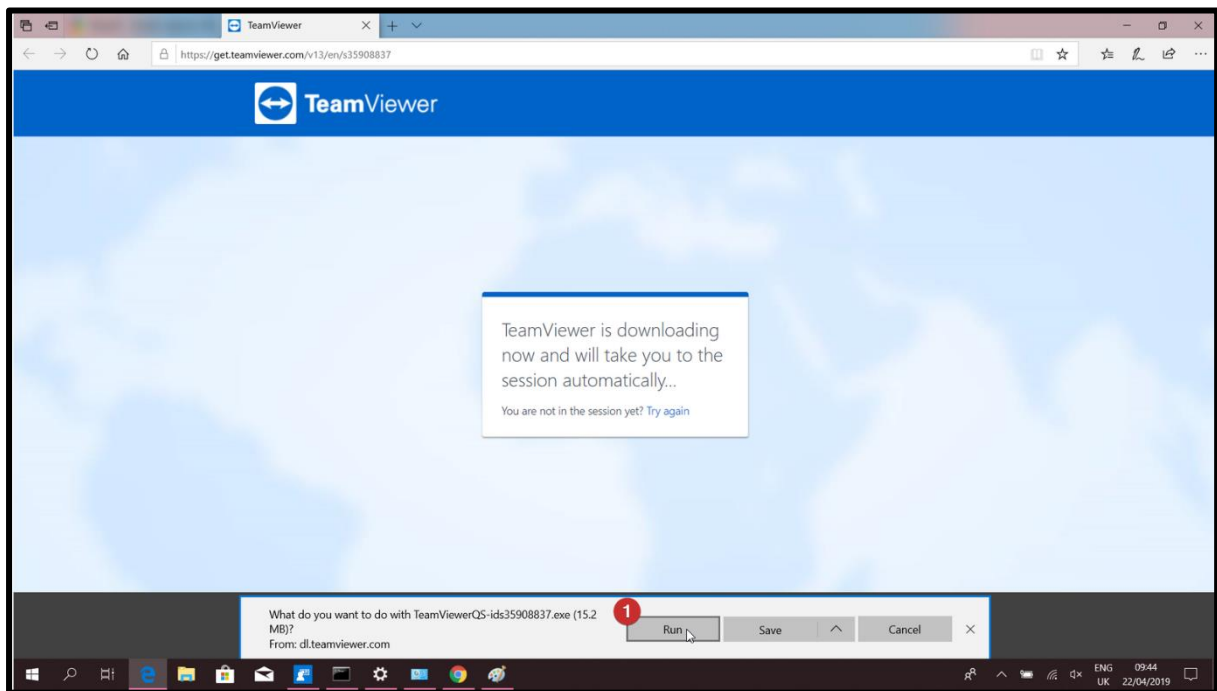 TeamViewer
https://get.teamviewer.com/v13/en/s35908837
TeamViewer
TeamViewer is downloading
now and will take you to the
session automatically...
You are not in the session yet? Try again
What do you want to do with TeamViewerQS-ids35908837.exe (15.2
MB)?
From: dl.teamviewer.com
1
Run
Save
Cancel
ENG
UK
09:44
22/04/2019